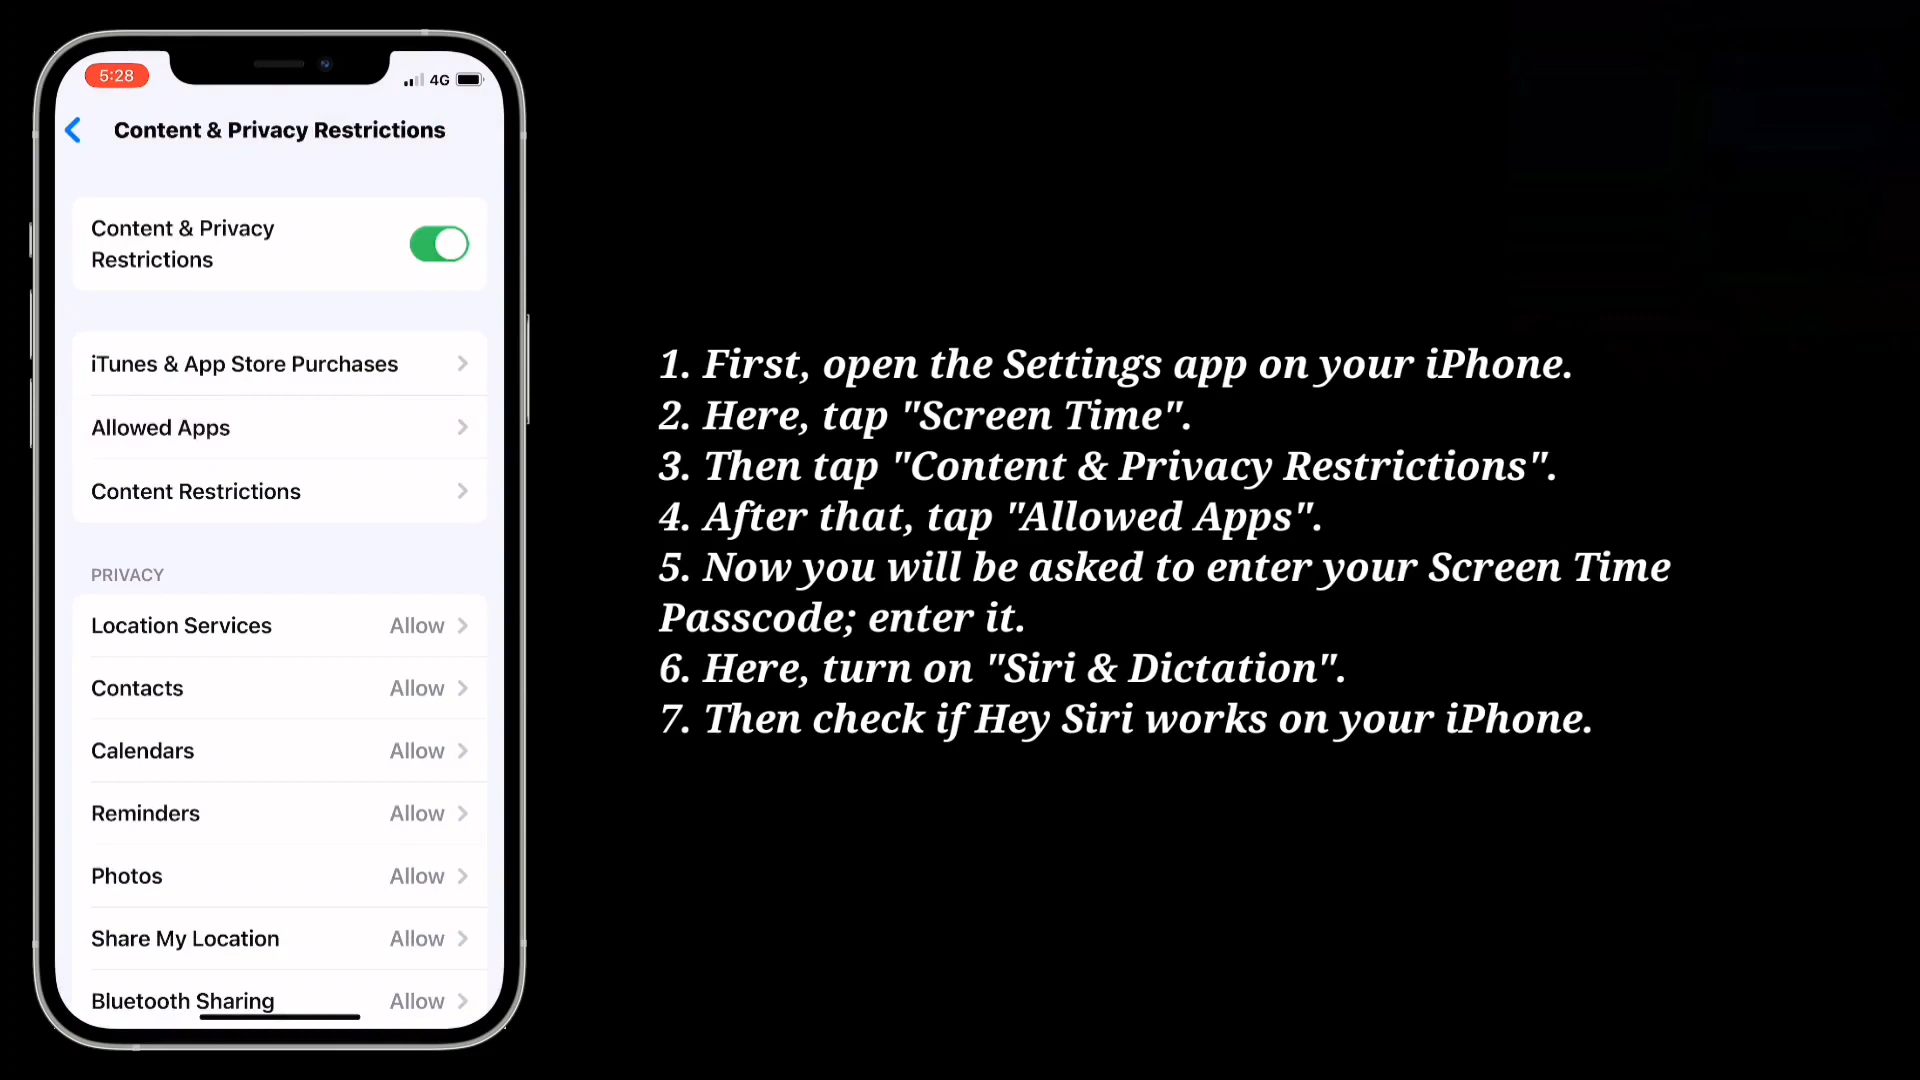 5:28
4G
Content & Privacy Restrictions
Content & Privacy
Restrictions
iTunes & App Store Purchases
Allowed Apps
Content Restrictions
PRIVACY
Location Services Allow
Contacts Allow
Calendars Allow
Reminders Allow
Photos Allow
Share My Location Allow
Bluetooth Sharing Allow
1. First, open the Settings app on your iPhone.
2. Here, tap "Screen Time".
3. Then tap "Content & Privacy Restrictions".
4. After that, tap "Allowed Apps".
5. Now you will be asked to enter your Screen Time
Passcode; enter it.
6. Here, turn on "Siri & Dictation".
7. Then check if Hey Siri works on your iPhone.